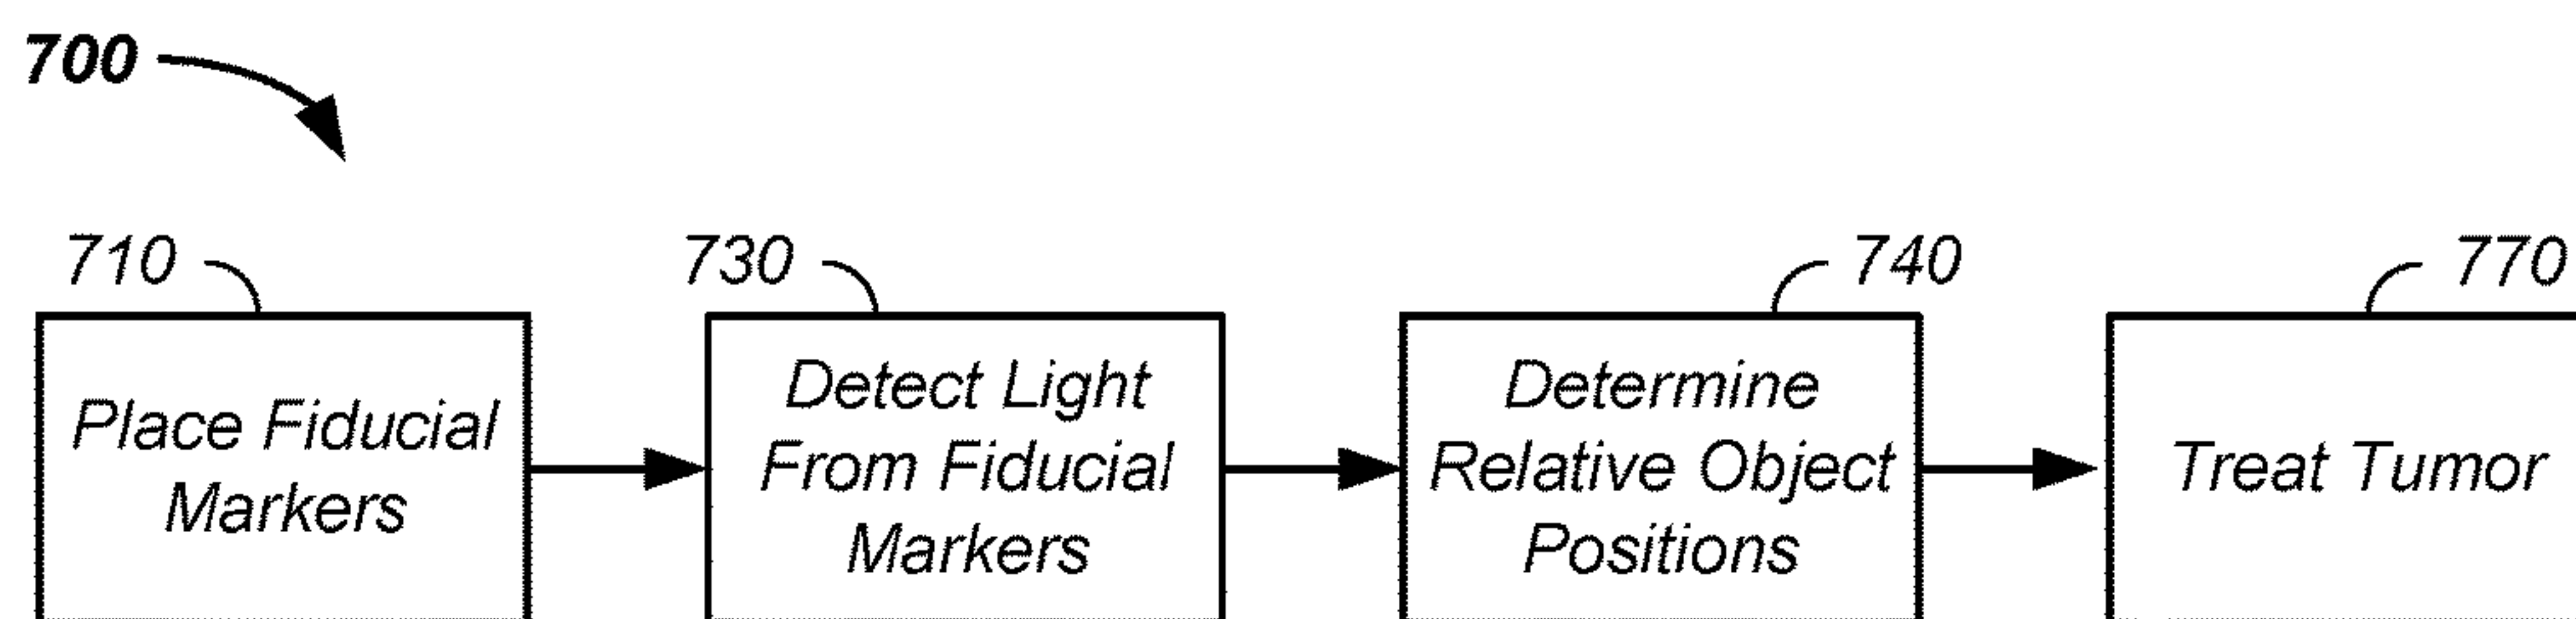 700
710
730
740
770
Place Fiducial
Markers
Detect Light
From Fiducial
Markers
Determine
Relative Object
Positions
Treat Tumor